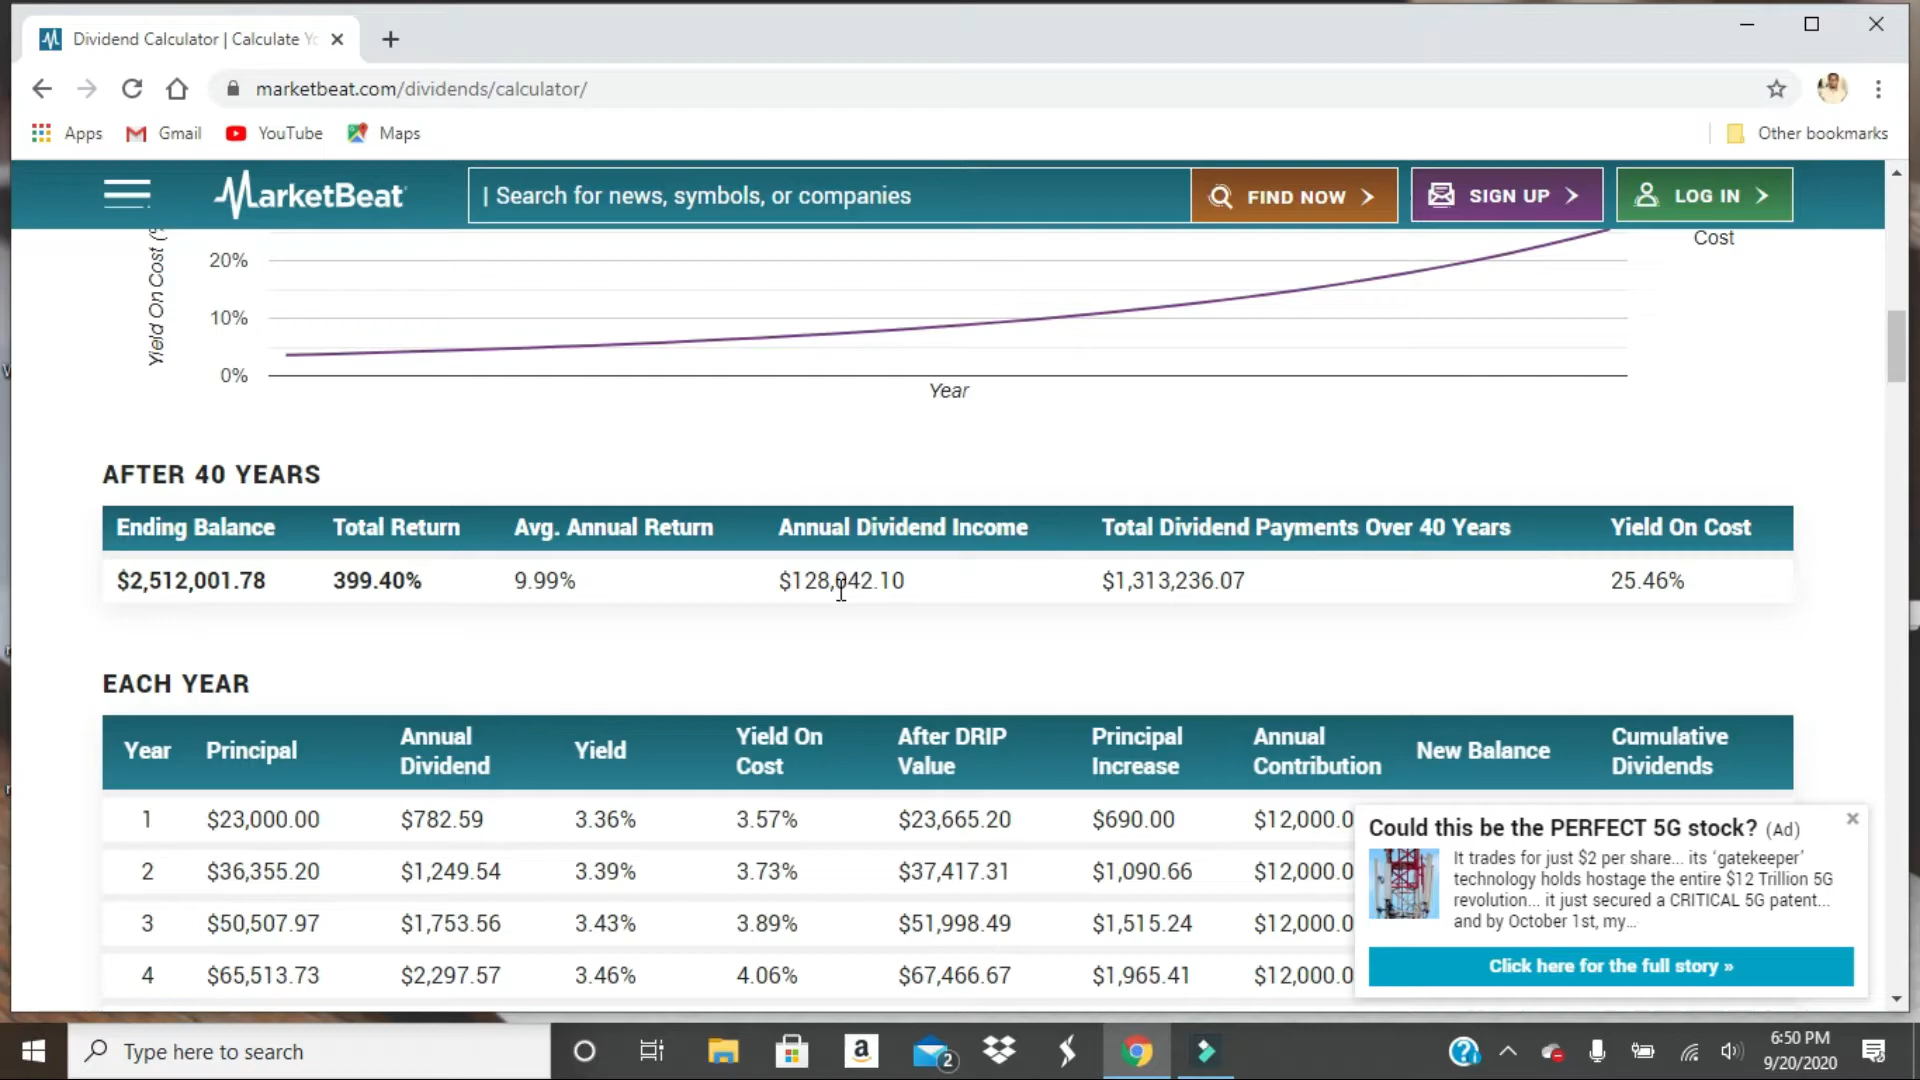 Dividend Calculator | Calculate Yo
marketbeat.com/dividends/calculator/
Apps Gmail YouTube Maps Other bookmarks
MarketBeat
Search for news, symbols, or companies
FIND NOW
SIGN UP
LOG IN
Yield On Cost (%
20%
10%
0%
Year
Cost
AFTER 40 YEARS
Ending Balance Total Return Avg. Annual Return Annual Dividend Income Total Dividend Payments Over 40 Years Yield On Cost
$2,512,001.78 399.40% 9.99% $128,042.10 $1,313,236.07 25.46%
EACH YEAR
Year Principal Annual Dividend Yield Yield On Cost After DRIP Value Principal Increase Annual Contribution New Balance Cumulative Dividends
1 $23,000.00 $782.59 3.36% 3.57% $23,665.20 $690.00 $12,000.0
2 $36,355.20 $1,249.54 3.39% 3.73% $37,417.31 $1,090.66 $12,000.0
3 $50,507.97 $1,753.56 3.43% 3.89% $51,998.49 $1,515.24 $12,000.0
4 $65,513.73 $2,297.57 3.46% 4.06% $67,466.67 $1,965.41 $12,000.0
Could this be the PERFECT 5G stock? (Ad)
It trades for just $2 per share... its 'gatekeeper'
technology holds hostage the entire $12 Trillion 5G
revolution... it just secured a CRITICAL 5G patent...
and by October 1st, my...
Click here for the full story »
Type here to search
a
2
6:50 PM
9/20/2020